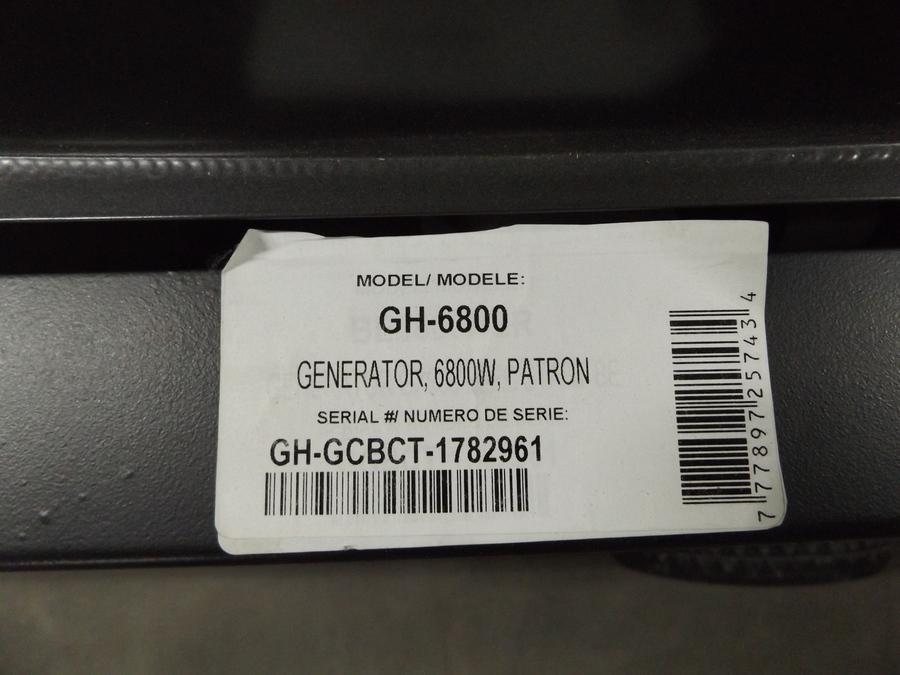 MODEL/ MODELE:
GH-6800
GENERATOR, 6800W, PATRON
SERIAL #/ NUMERO DE SERIE:
GH-GCBCT-1782961
7 77897 25743 4